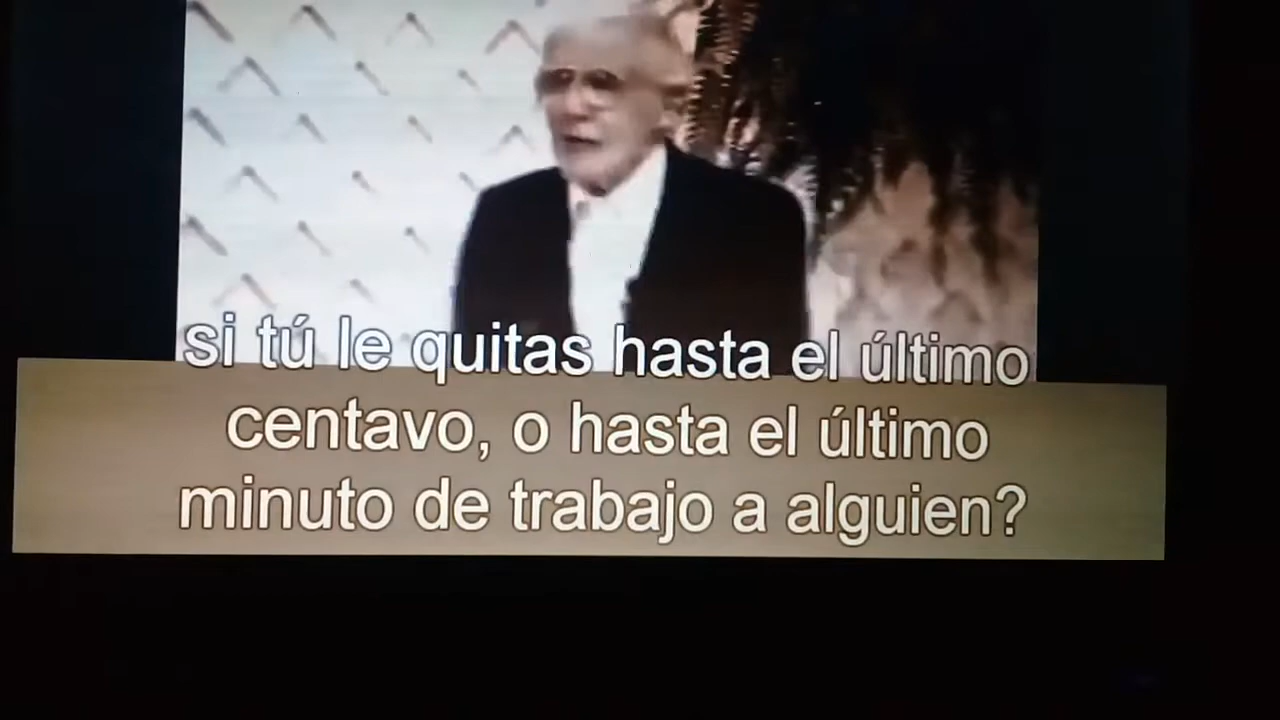 si tú le quitas hasta el último
centavo, o hasta el último
minuto de trabajo a alguien?